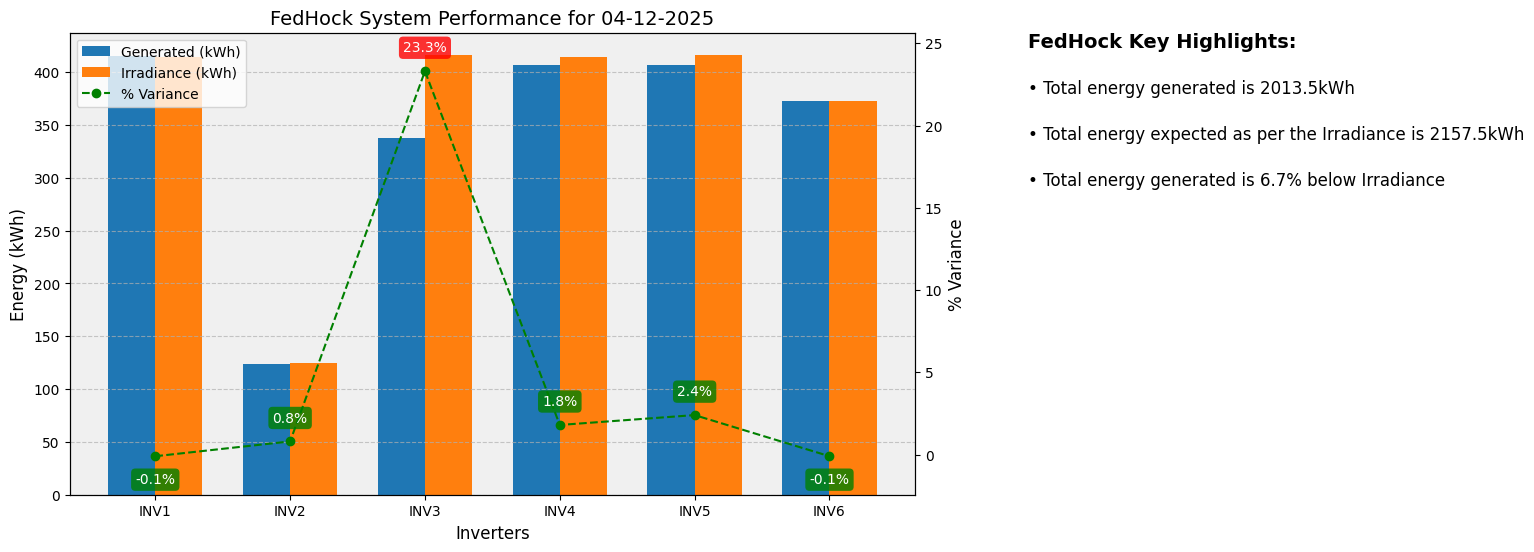 FedHock System Performance for 04-12-2025
Generated (kWh)
Irradiance (kWh)
% Variance
Energy (kWh)
400
350
300
250
200
150
100
50
0
-0.1%
0.8%
23.3%
1.8%
2.4%
-0.1%
25
20
15
10
5
0
% Variance
INV1 INV2 INV3 INV4 INV5 INV6
Inverters
FedHock Key Highlights:
• Total energy generated is 2013.5kWh
• Total energy expected as per the Irradiance is 2157.5kWh
• Total energy generated is 6.7% below Irradiance